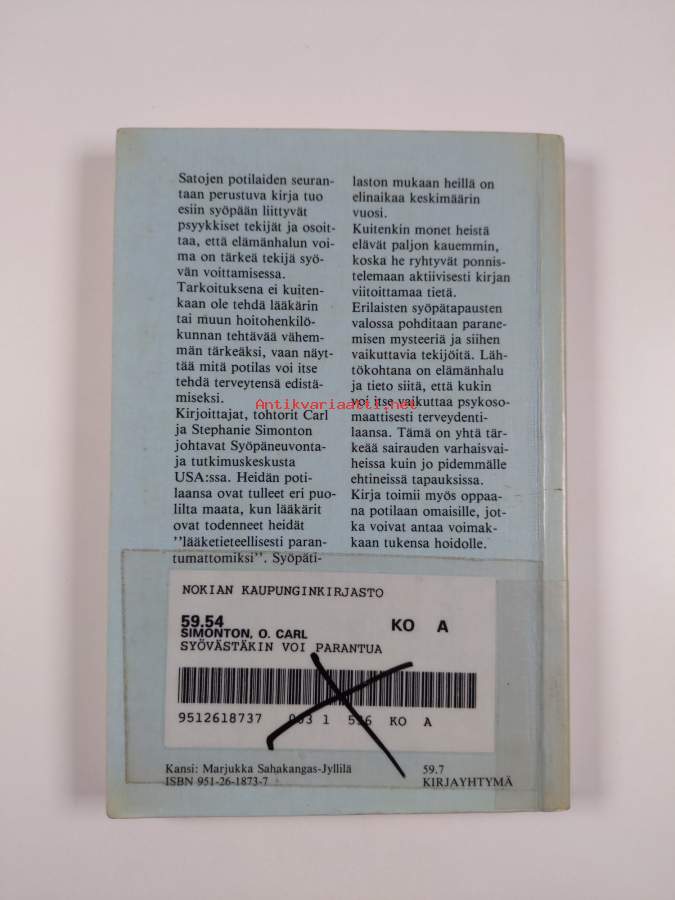 Satojen potilaiden seuran-
taan perustuva kirja tuo
esiin syöpään liittyvät
psyykkiset tekijät ja osoit-
taa, että elämänhalun voi-
ma on tärkeä tekijä syö-
vän voittamisessa.
Tarkoituksena ei kuiten-
kaan ole tehdä lääkärin
tai muun hoitohenkilö-
kunnan tehtävää vähem-
män tärkeäksi, vaan näyt-
tää mitä potilas voi itse
tehdä terveytensä edistä-
miseksi.
Kirjoittajat, tohtorit Carl
ja Stephanie Simonton
johtavat Syöpäneuvonta-
ja tutkimuskeskusta
USA:ssa. Heidän poti-
laansa ovat tulleet eri puo-
lilta maata, kun lääkärit
ovat todenneet heidät
''lääketieteellisesti paran-
tumattomiksi''. Syöpäti-
laston mukaan heillä on
elinaikaa keskimäärin
vuosi.
Kuitenkin monet heistä
elävät paljon kauemmin,
koska he ryhtyvät ponnis-
telemaan aktiivisesti kirjan
viitoittamaa tietä.
Erilaisten syöpätapausten
valossa pohditaan parane-
misen mysteeriä ja siihen
vaikuttavia tekijöitä. Läh-
tökohtana on elämänhalu
ja tieto siitä, että kukin
voi itse vaikuttaa psykoso-
maattisesti terveydenti-
laansa. Tämä on yhtä tär-
keää sairauden varhaisvai-
heissa kuin jo pidemmälle
ehtineissä tapauksissa.
Kirja toimii myös oppaa-
na potilaan omaisille, jot-
ka voivat antaa voimak-
kaan tukensa hoidolle.
Antikvariaatti.net
NOKIAN KAUPUNGINKIRJASTO
59.54 KO A
SIMONTON, O. CARL
SYÖVÄSTÄKIN VOI PARANTUA
9512618737 003 1 536 KO A
Kansi: Marjukka Sahakangas-Jyllilä 59.7
ISBN 951-26-1873-7 KIRJAYHTYMÄ